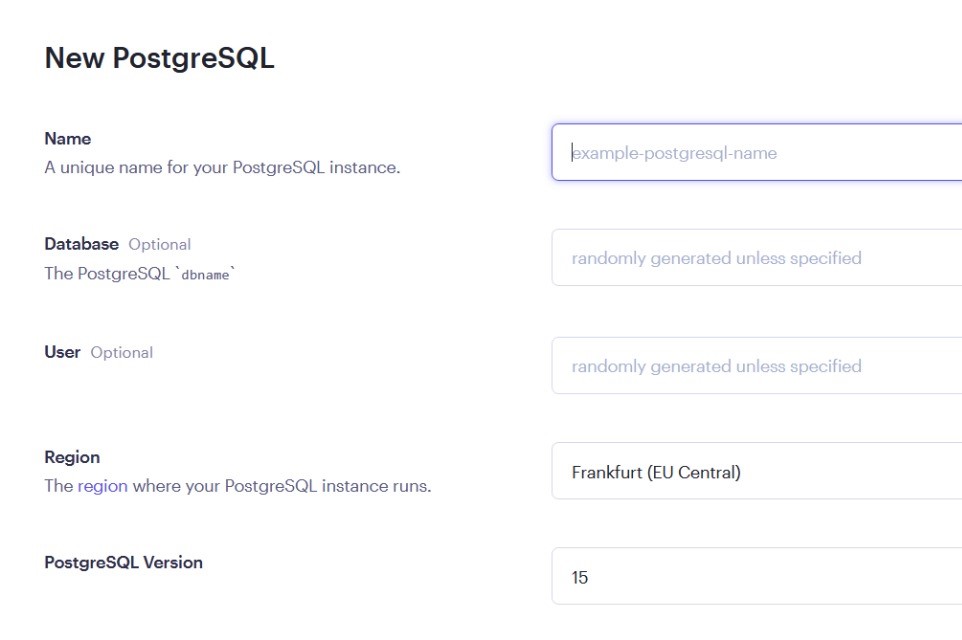 New PostgreSQL
Name
A unique name for your PostgreSQL instance.
example-postgresql-name
Database Optional
The PostgreSQL `dbname`
randomly generated unless specified
User Optional
randomly generated unless specified
Region
The region where your PostgreSQL instance runs.
Frankfurt (EU Central)
PostgreSQL Version
15